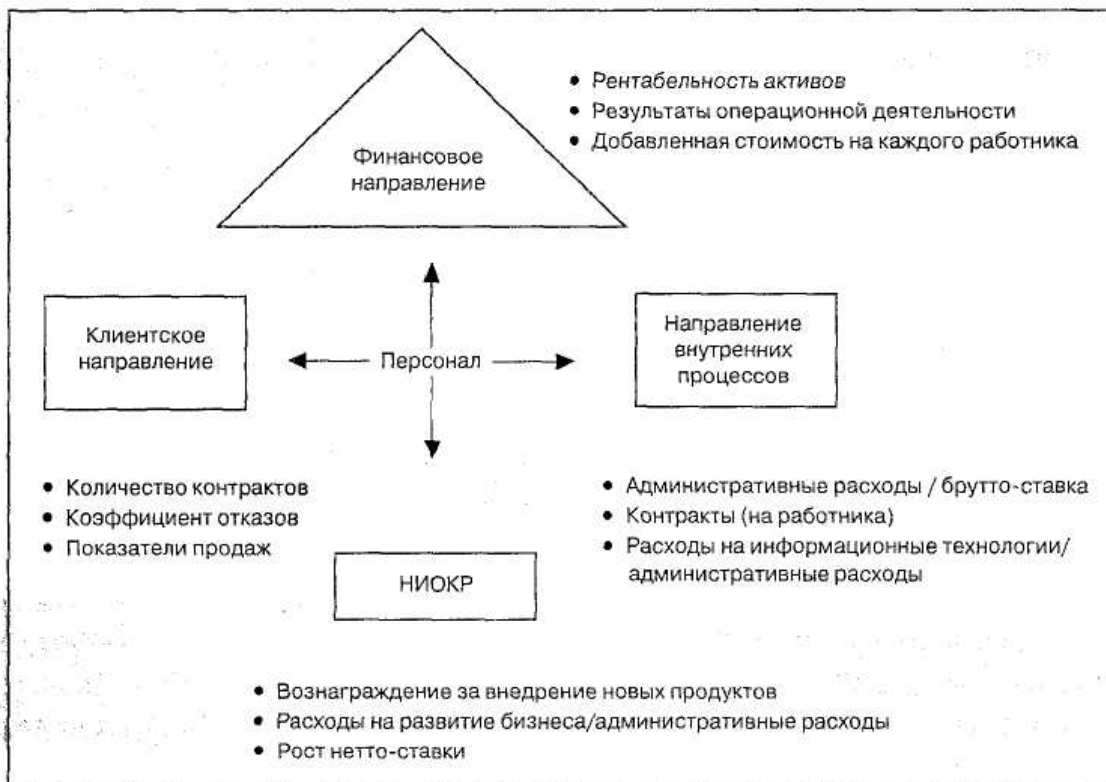 • Рентабельность активов
• Результаты операционной деятельности
• Добавленная стоимость на каждого работника
Финансовое
направление
Клиентское
направление
Персонал
Направление
внутренних
процессов
• Количество контрактов
• Коэффициент отказов
• Показатели продаж
• Административные расходы / брутто-ставка
• Контракты (на работника)
• Расходы на информационные технологии/
административные расходы
НИОКР
• Вознаграждение за внедрение новых продуктов
• Расходы на развитие бизнеса/административные расходы
• Рост нетто-ставки